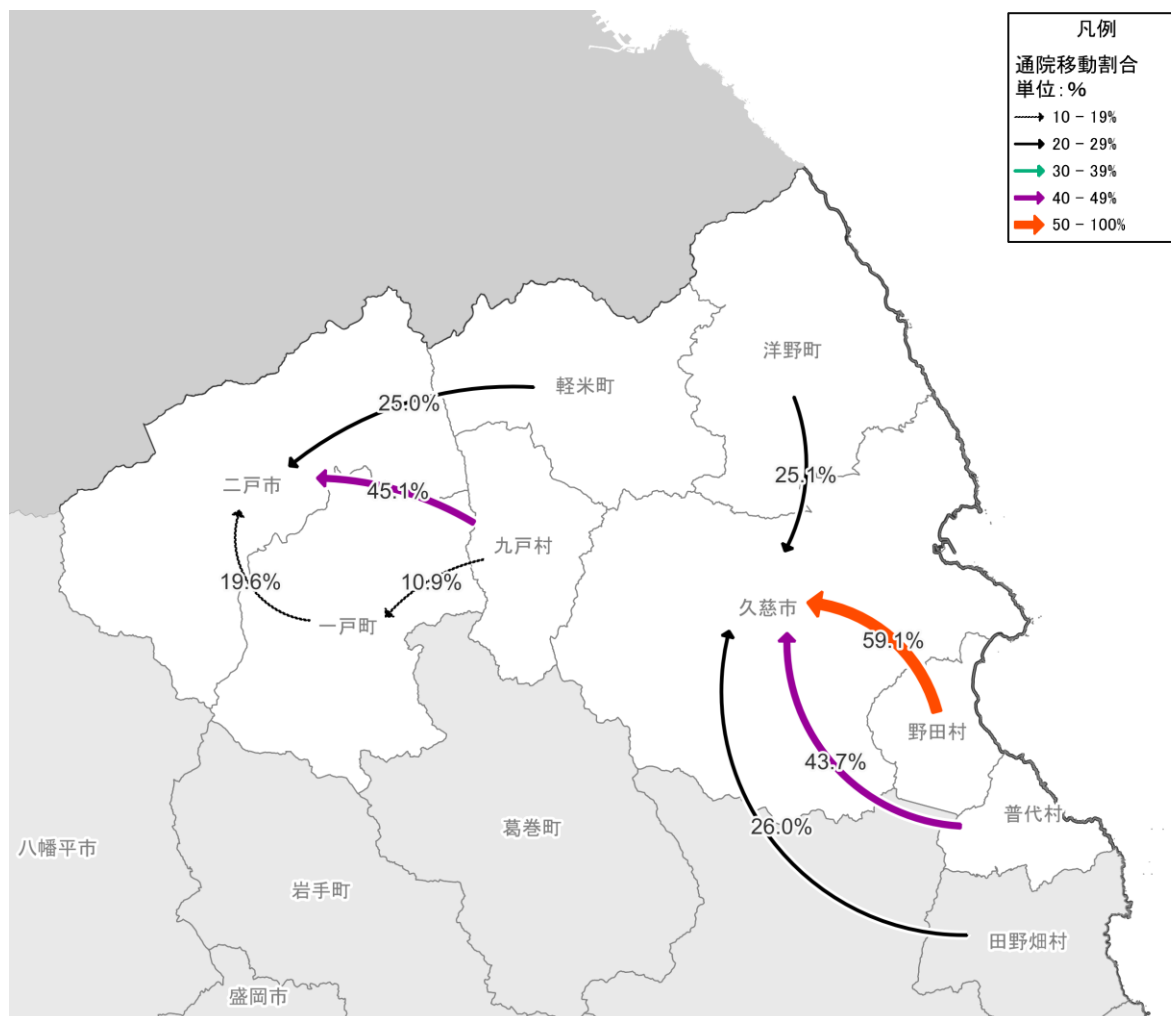 凡例
通院移動割合
単位：%
10 - 19%
20 - 29%
30 - 39%
40 - 49%
50 - 100%
洋野町
軽米町
25.0%
25.1%
二戸市
45.1%
九戸村
19.6%
10.9%
一戸町
久慈市
59.1%
野田村
43.7%
普代村
26.0%
葛巻町
八幡平市
岩手町
田野畑村
盛岡市